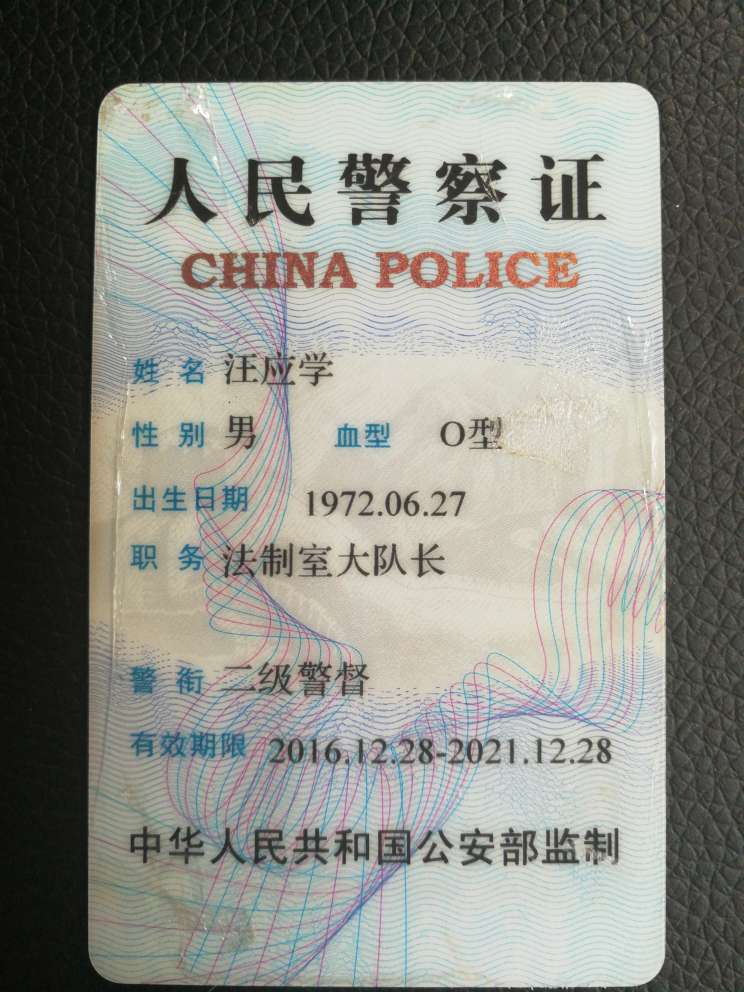 人民警察证
CHINA POLICE
姓名 汪应学
性别 男 血型 O型
出生日期 1972.06.27
职务 法制室大队长
警衔 二级警督
有效期限 2016.12.28-2021.12.28
中华人民共和国公安部监制